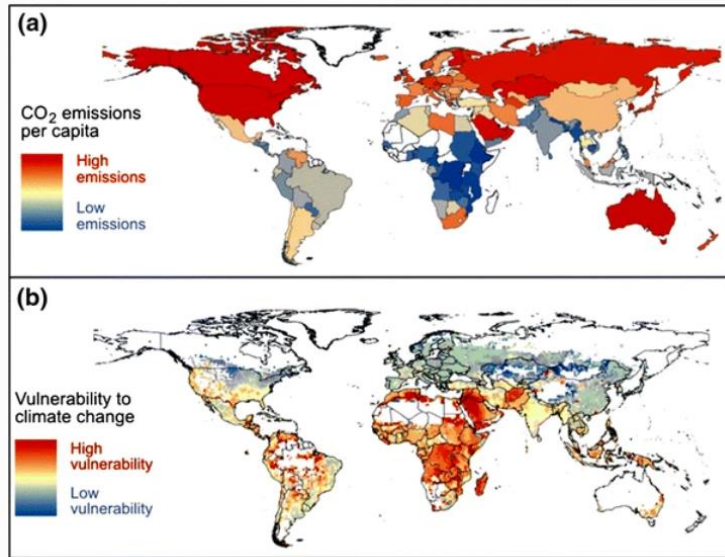 (a)
CO₂ emissions
per capita
High
emissions
Low
emissions
(b)
Vulnerability to
climate change
High
vulnerability
Low
vulnerability